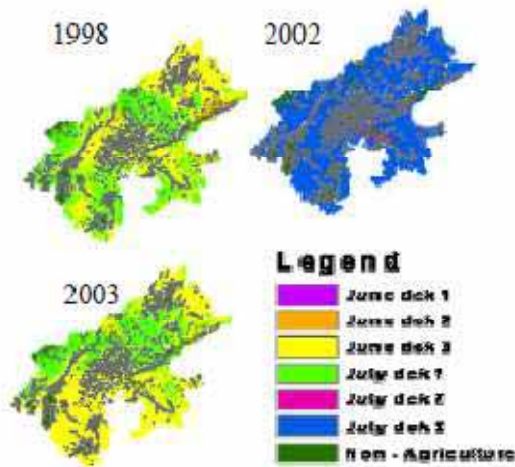 1998
2002
2003
Legend
June dek 1
June dek 2
June dek 3
July dek 1
July dek 2
July dek 3
Non - Agriculture